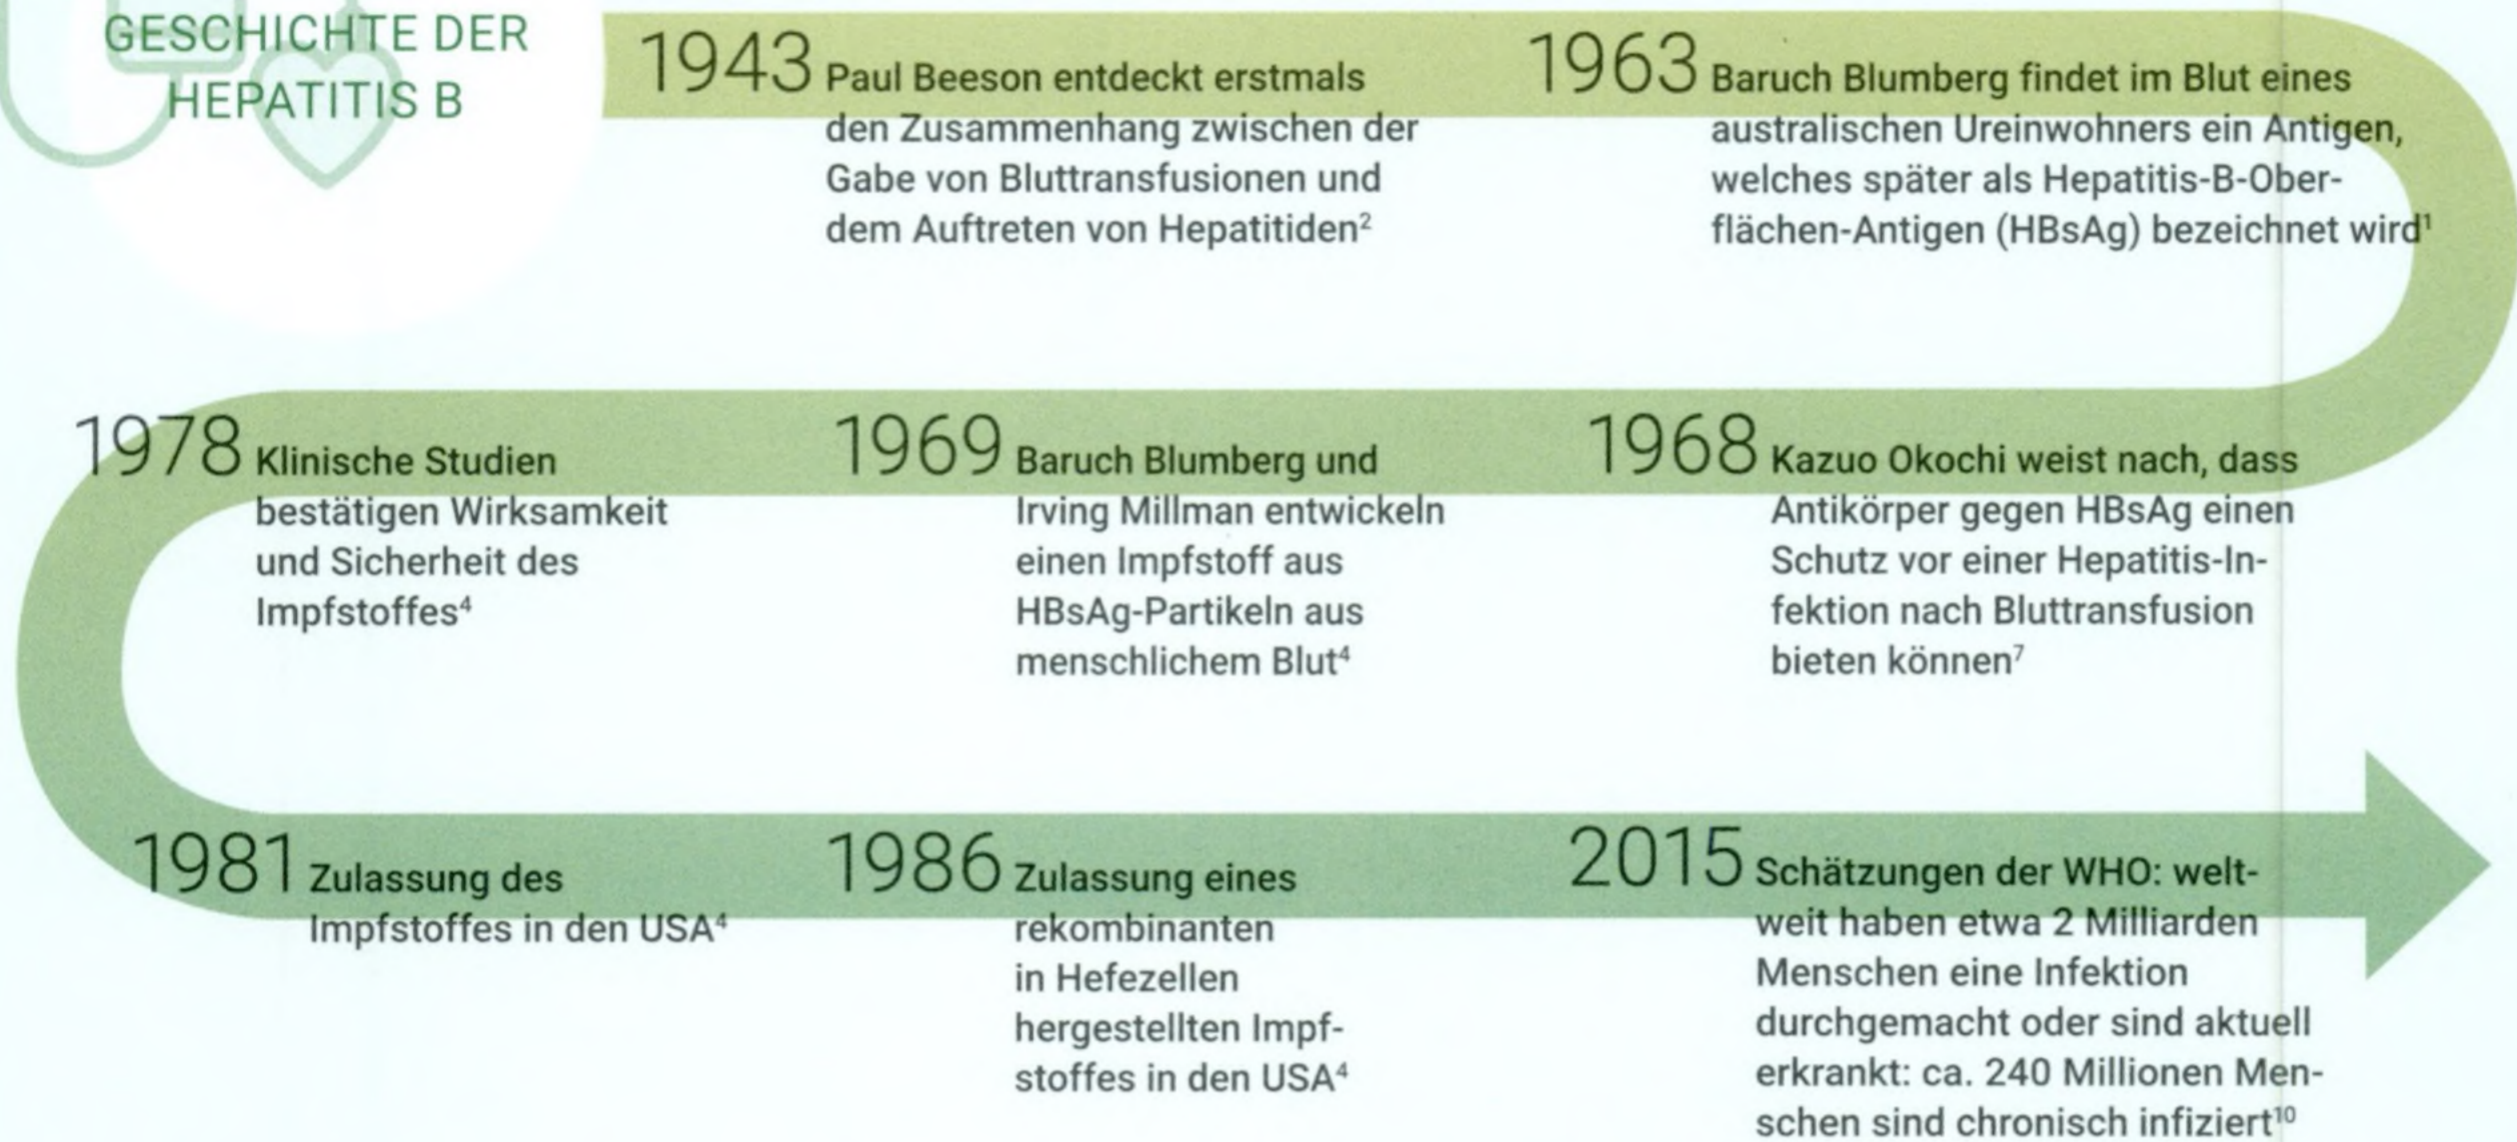 GESCHICHTE DER
HEPATITIS B
1943 Paul Beeson entdeckt erstmals
den Zusammenhang zwischen der
Gabe von Bluttransfusionen und
dem Auftreten von Hepatitiden²
1963 Baruch Blumberg findet im Blut eines
australischen Ureinwohners ein Antigen,
welches später als Hepatitis-B-Ober-
flächen-Antigen (HBsAg) bezeichnet wird¹
1968 Kazuo Okochi weist nach, dass
Antikörper gegen HBsAg einen
Schutz vor einer Hepatitis-In-
fektion nach Bluttransfusion
bieten können⁷
1969 Baruch Blumberg und
Irving Millman entwickeln
einen Impfstoff aus
HBsAg-Partikeln aus
menschlichem Blut⁴
1978 Klinische Studien
bestätigen Wirksamkeit
und Sicherheit des
Impfstoffes⁴
1981 Zulassung des
Impfstoffes in den USA⁴
1986 Zulassung eines
rekombinanten
in Hefezellen
hergestellten Impf-
stoffes in den USA⁴
2015 Schätzungen der WHO: welt-
weit haben etwa 2 Milliarden
Menschen eine Infektion
durchgemacht oder sind aktuell
erkrankt: ca. 240 Millionen Men-
schen sind chronisch infiziert¹⁰